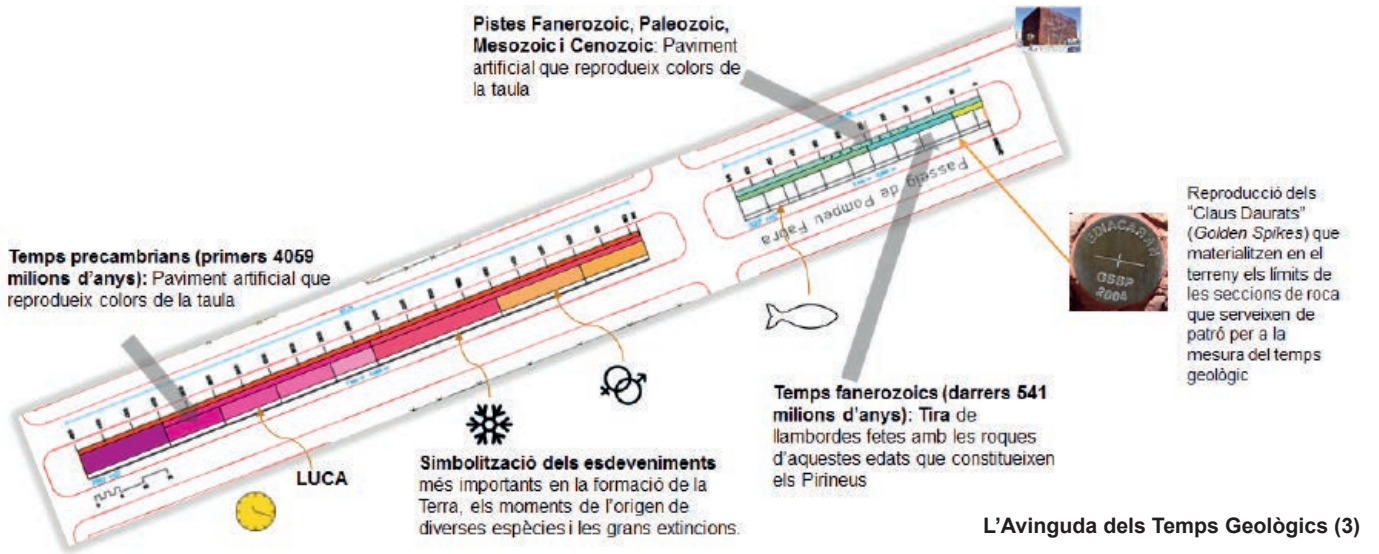 Pistes Fanerozoic, Paleozoic,
Mesozoic i Cenozoic: Paviment
artificial que reprodueix colors de
la taula
Temps precambrians (primers 4059
milions d'anys): Paviment artificial que
reprodueix colors de la taula
Passeig de Pompeu Fabra
EDIACARAN
GSSP
2004
Reproducció dels
"Claus Daurats"
(Golden Spikes) que
materialitzen en el
terreny els límits de
les seccions de roca
que serveixen de
patró per a la
mesura del temps
geològic
LUCA
Simbolització dels esdeveniments
més importants en la formació de la
Terra, els moments de l'origen de
diverses espècies i les grans extincions.
Temps fanerozoics (darrers 541
milions d'anys): Tira de
llambordes fetes amb les roques
d'aquestes edats que constitueixen
els Pirineus
L'Avinguda dels Temps Geològics (3)